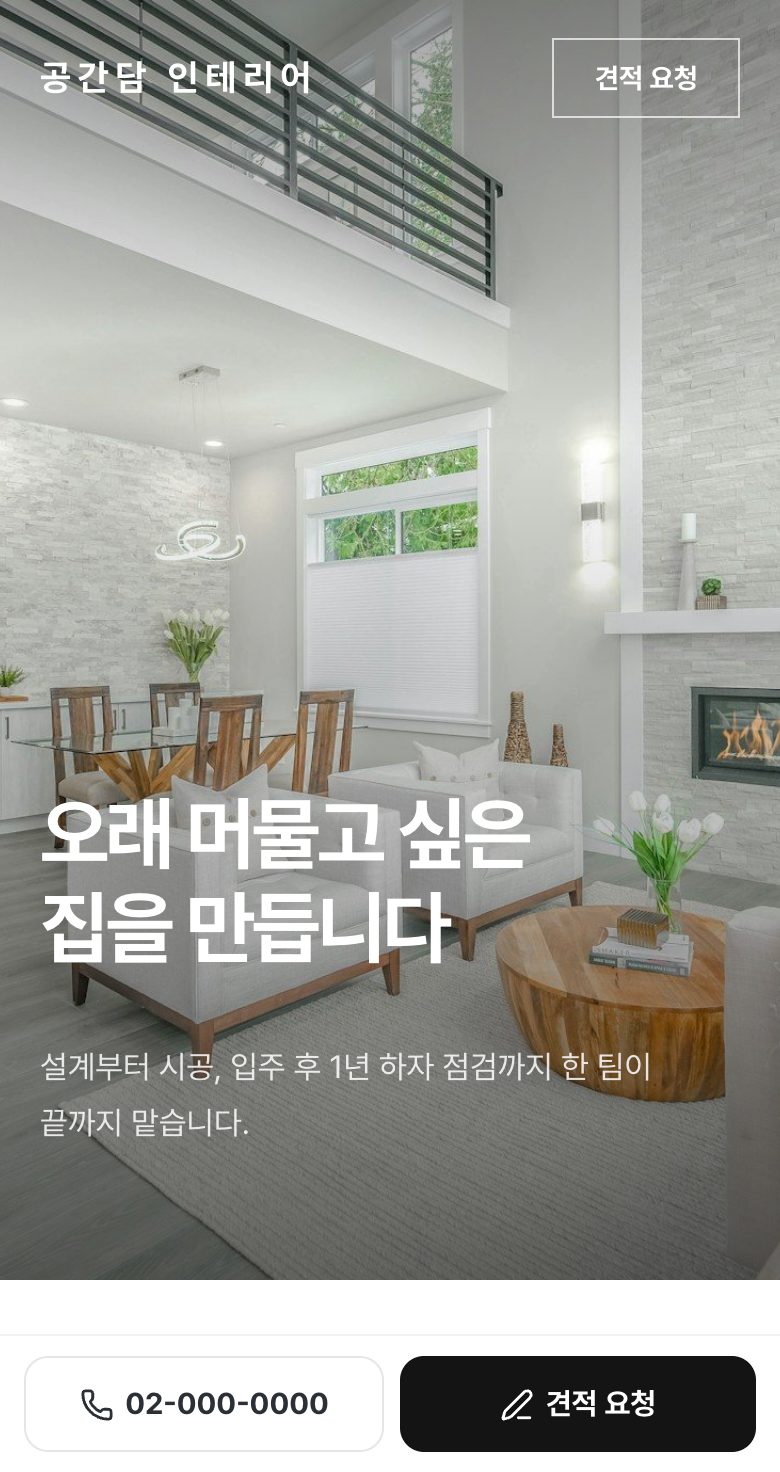 공간담 인테리어
견적 요청
오래 머물고 싶은
집을 만듭니다
설계부터 시공, 입주 후 1년 하자 점검까지 한 팀이
끝까지 맡습니다.
02-000-0000
견적 요청